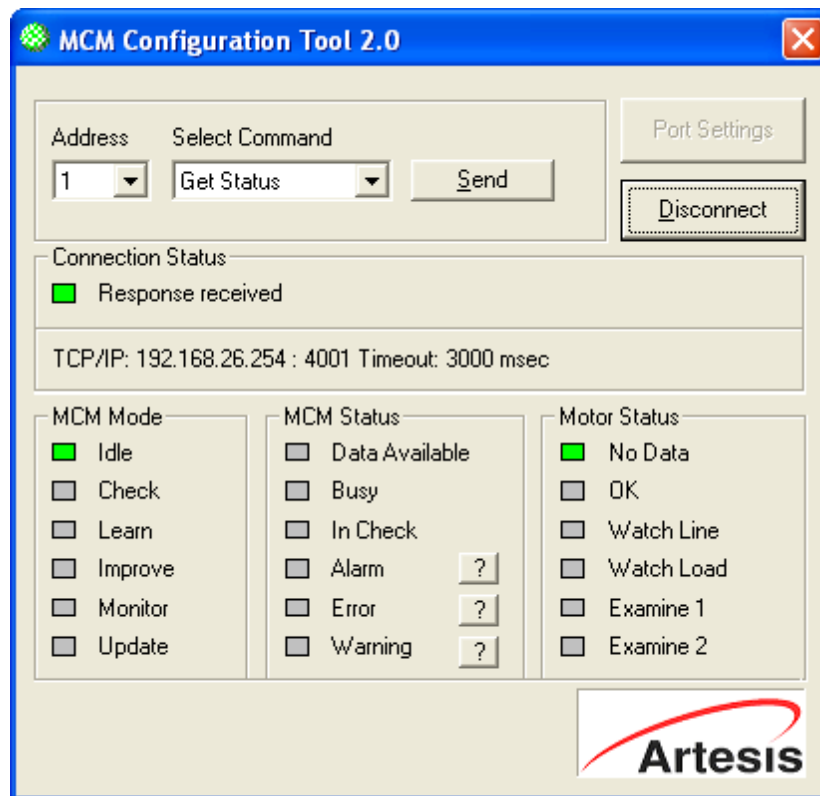 MCM Configuration Tool 2.0
Address Select Command Port Settings
1 Get Status Send
Disconnect
Connection Status
Response received
TCP/IP: 192.168.26.254 : 4001 Timeout: 3000 msec
MCM Mode MCM Status Motor Status
Idle Data Available No Data
Check Busy OK
Learn In Check Watch Line
Improve Alarm ? Watch Load
Monitor Error ? Examine 1
Update Warning ? Examine 2
Artesis